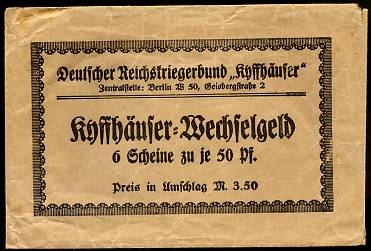 Deutscher Reichskriegerbund „Kyffhäuser“
Zentralstelle: Berlin W 50, Geisbergstraße 2
Kyffhäuser=Wechselgeld
6 Scheine zu je 50 Pf.
Preis in Umschlag M. 3.50